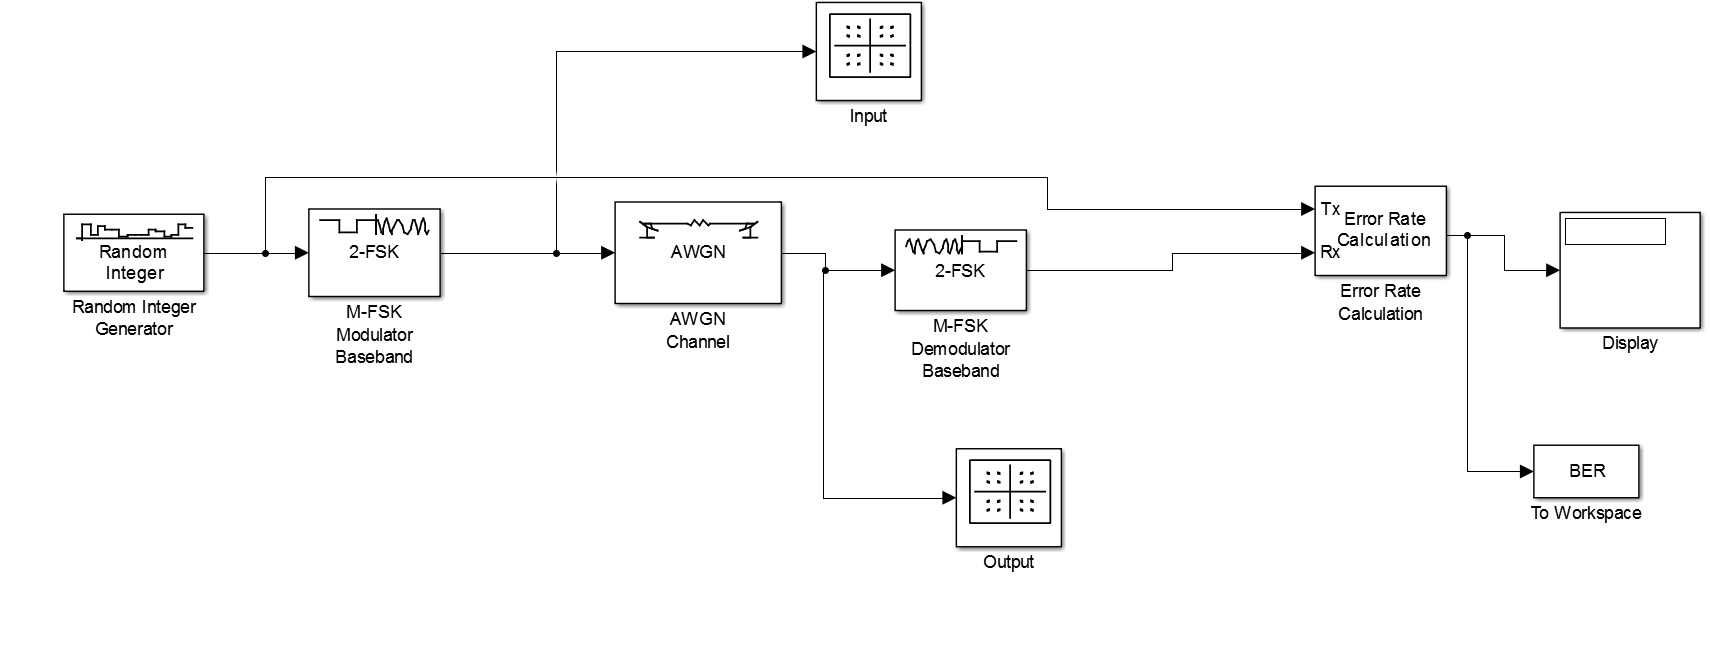 Input
Random
Integer
Random Integer
Generator
2-FSK
M-FSK
Modulator
Baseband
AWGN
AWGN
Channel
2-FSK
M-FSK
Demodulator
Baseband
Output
Tx
Rx
Error Rate
Calculation
Error Rate
Calculation
Display
BER
To Workspace